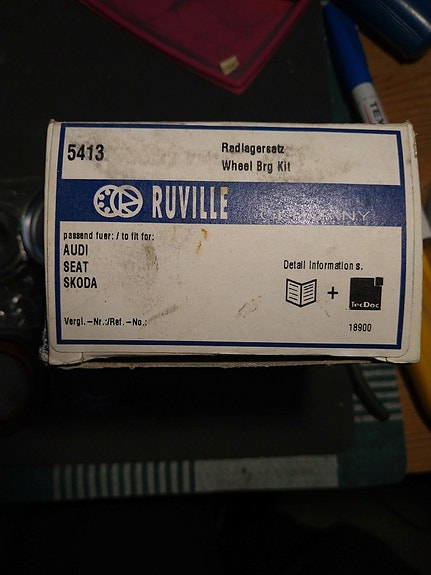 5413
Radlagersatz
Wheel Brg Kit
RUVILLE GERMANY
passend fuer: / to fit for:
AUDI
SEAT
SKODA
Detail Informations.
+
TecDoc
Vergl.-Nr.:/Ref.-No.:
18900
TEX